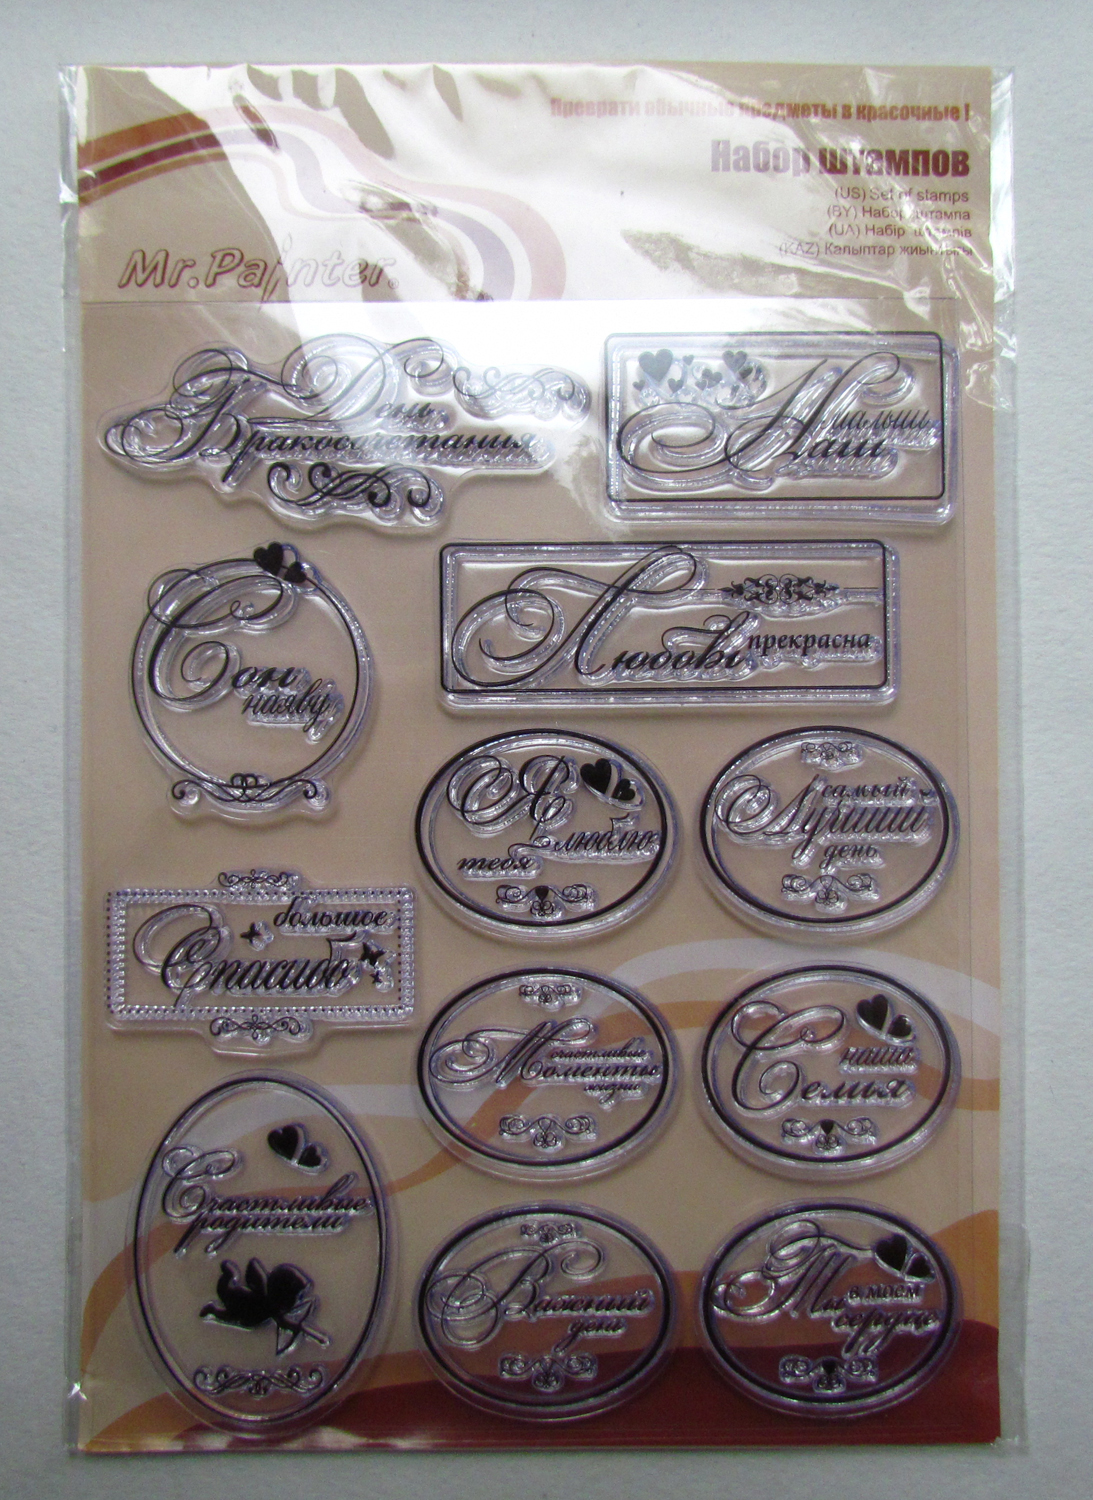 Преврати обычные предметы в красочные !
Набор штампов
(US) Set of stamps
(BY) Набор штампа
(UA) Набір штампів
(KAZ) Калыптар жиынтығы
Mr. Painter®
День
Бракосочетания
Наш
малыш
Сон
наяву
Любовь прекрасна
Я
люблю
тебя
самый
Лучший
день
большое
Спасибо
счастливые
Моменты
жизни
наша
Семья
Счастливые
родители
Важный
день
Ты
в моем
сердце